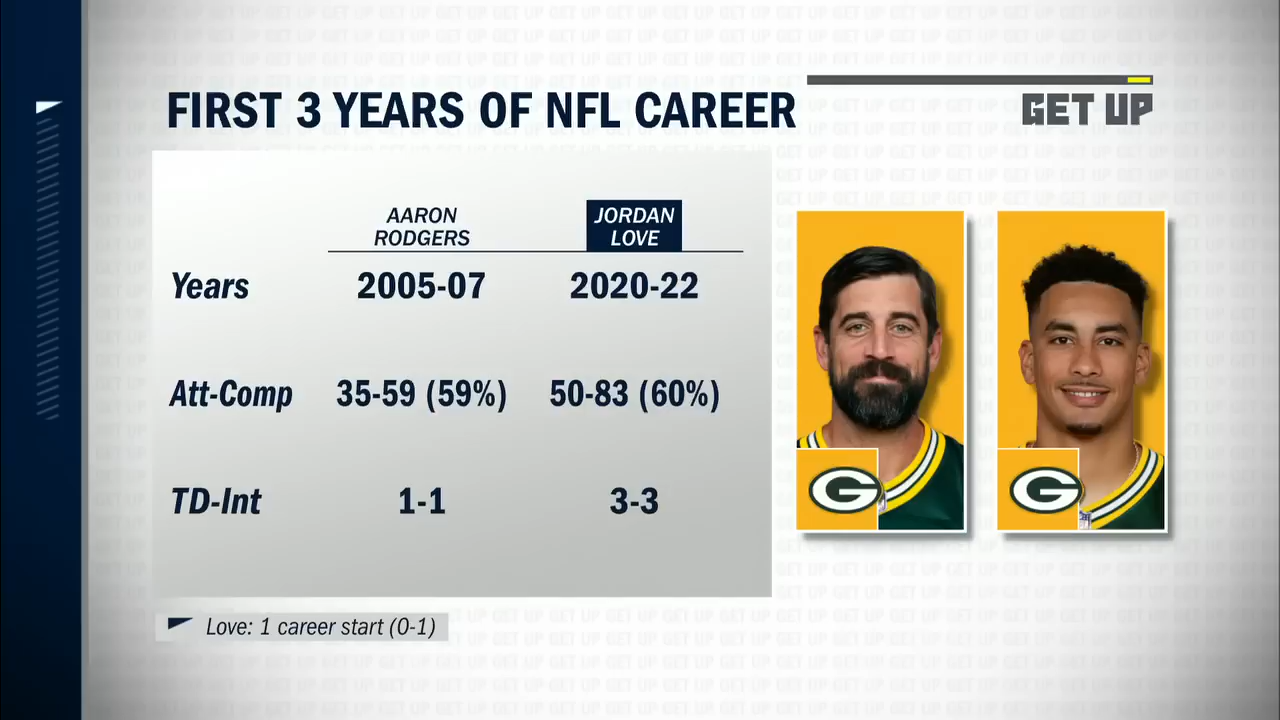 FIRST 3 YEARS OF NFL CAREER
GET UP
AARON
RODGERS
JORDAN
LOVE
Years 2005-07 2020-22
Att-Comp 35-59 (59%) 50-83 (60%)
TD-Int 1-1 3-3
G
G
Love: 1 career start (0-1)